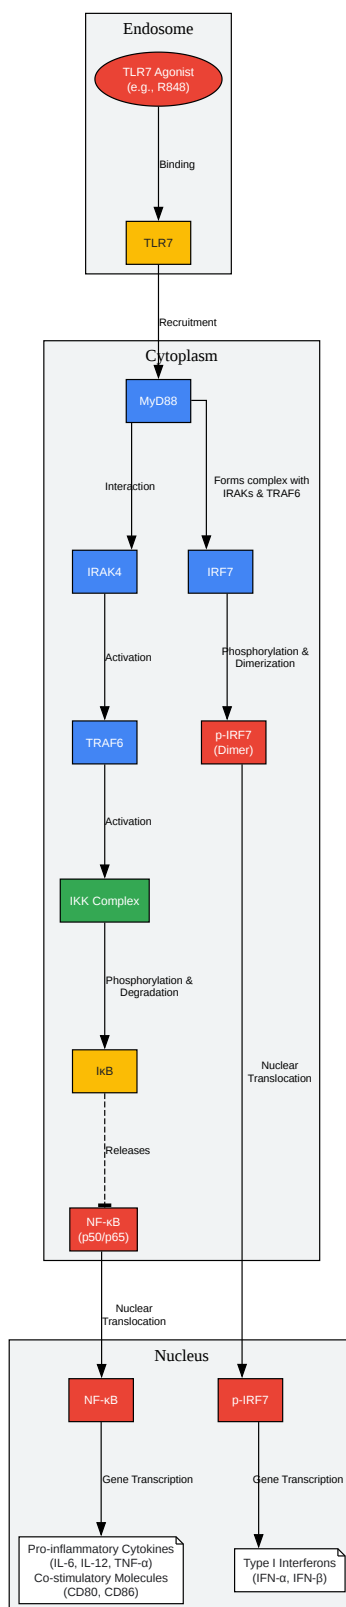 Endosome
TLR7 Agonist
(e.g., R848)
Binding
TLR7
Recruitment
Cytoplasm
MyD88
Interaction
Forms complex with
IRAKs & TRAF6
IRAK4
IRF7
Activation
Phosphorylation &
Dimerization
TRAF6
p-IRF7
(Dimer)
Activation
IKK Complex
Phosphorylation &
Degradation
Nuclear
Translocation
IκB
Releases
NF-κB
(p50/p65)
Nuclear
Translocation
Nucleus
NF-κB
p-IRF7
Gene Transcription
Gene Transcription
Pro-inflammatory Cytokines
(IL-6, IL-12, TNF-α)
Co-stimulatory Molecules
(CD80, CD86)
Type I Interferons
(IFN-α, IFN-β)